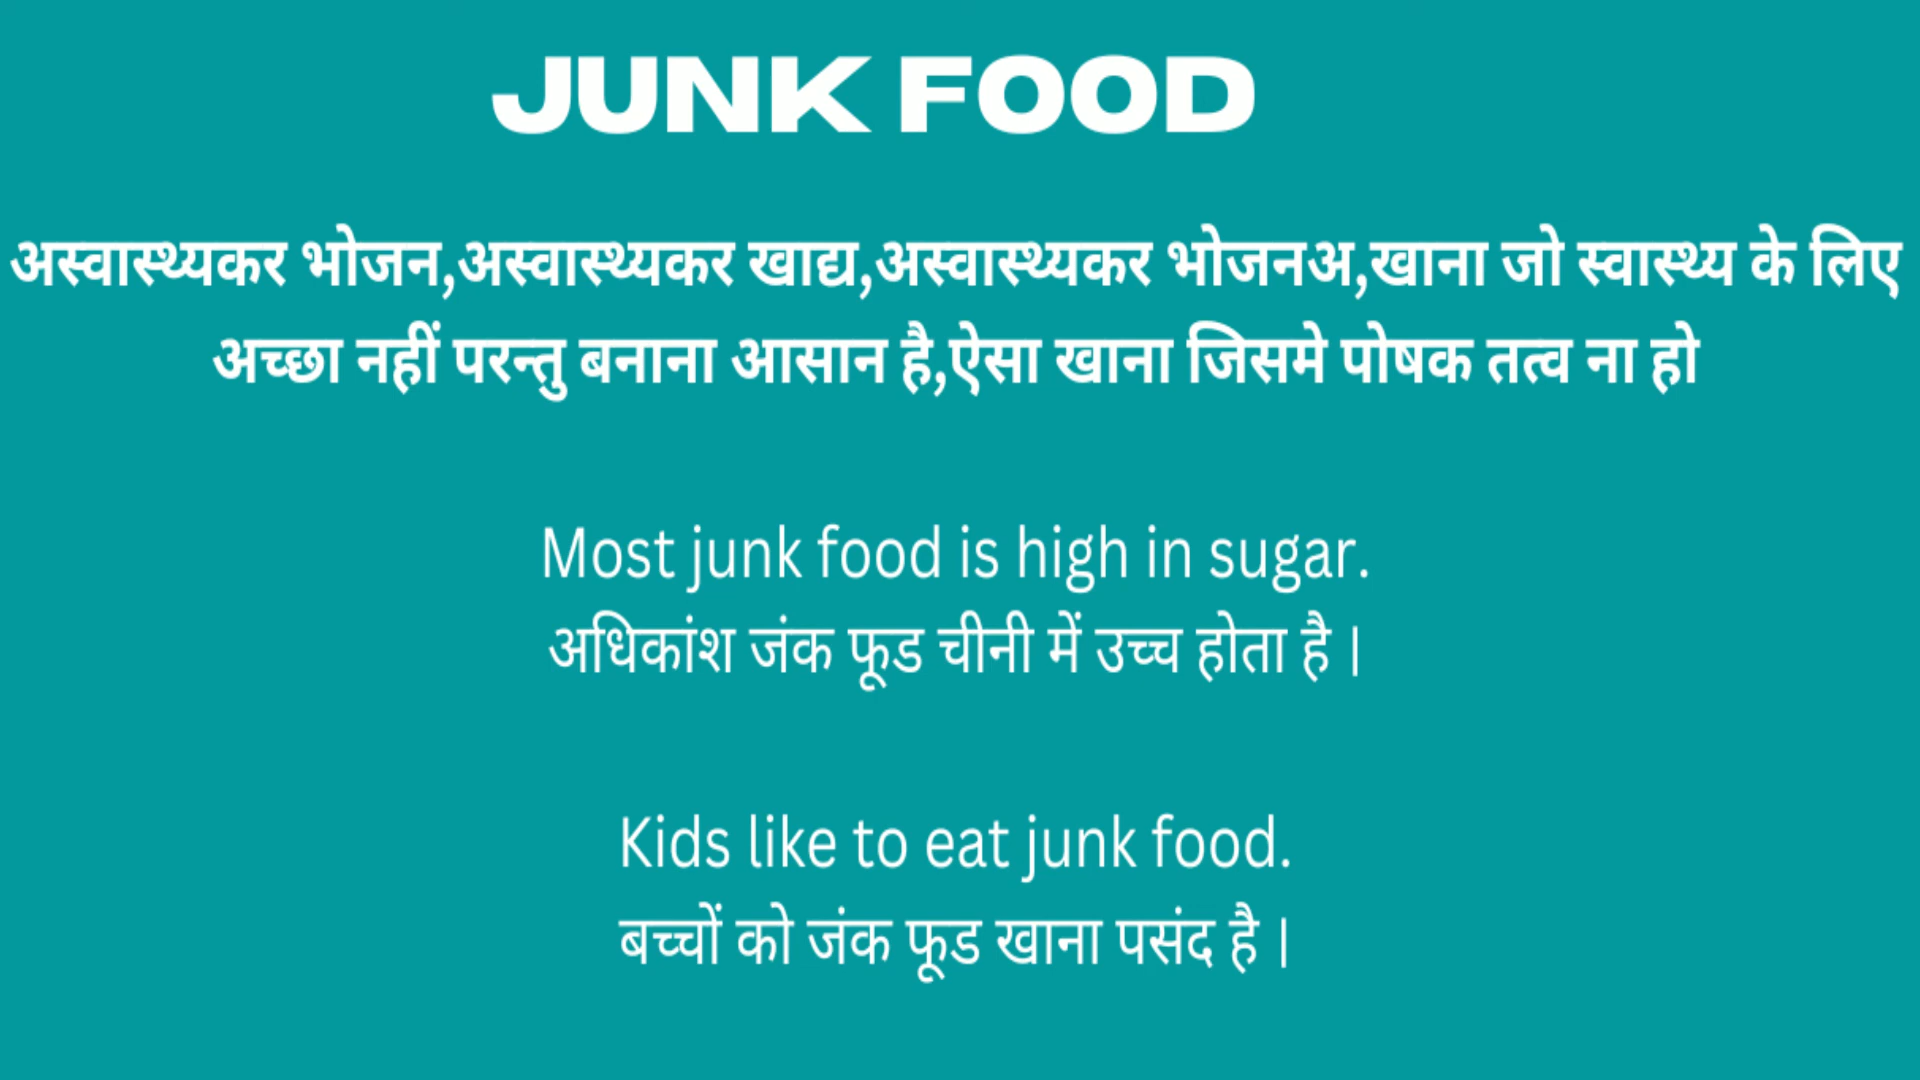 JUNK FOOD
अस्वास्थ्यकर भोजन,अस्वास्थ्यकर खाद्य,अस्वास्थ्यकर भोजनअ,खाना जो स्वास्थ्य के लिए
अच्छा नहीं परन्तु बनाना आसान है,ऐसा खाना जिसमे पोषक तत्व ना हो
Most junk food is high in sugar.
अधिकांश जंक फूड चीनी में उच्च होता है।
Kids like to eat junk food.
बच्चों को जंक फूड खाना पसंद है।